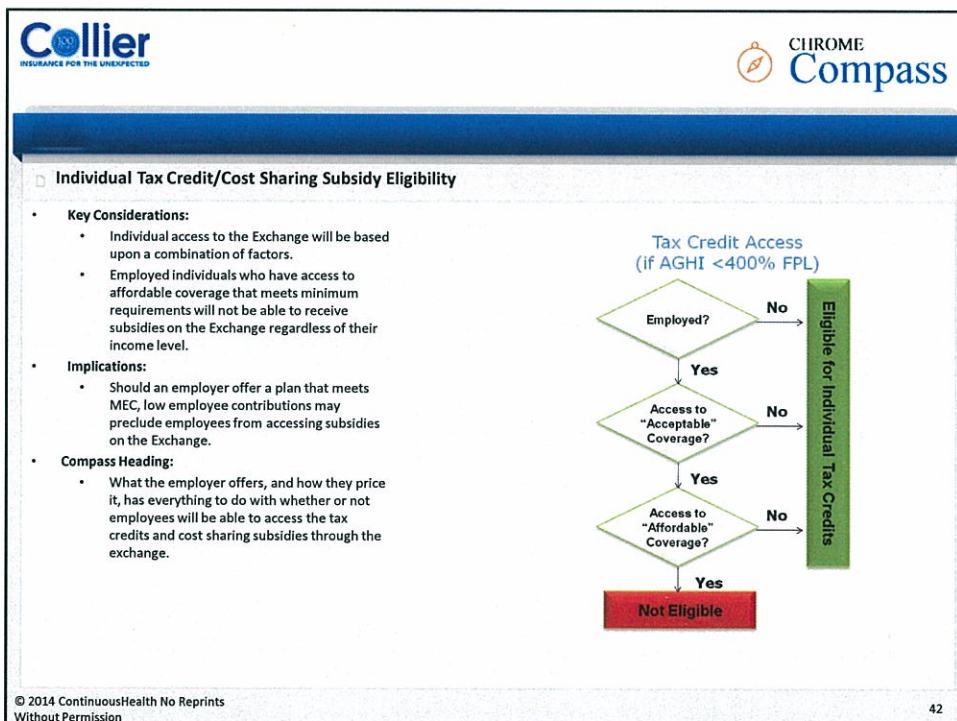 Collier
100
INSURANCE FOR THE UNEXPECTED
CHROME
Compass
Individual Tax Credit/Cost Sharing Subsidy Eligibility
• Key Considerations:
• Individual access to the Exchange will be based
upon a combination of factors.
• Employed individuals who have access to
affordable coverage that meets minimum
requirements will not be able to receive
subsidies on the Exchange regardless of their
income level.
• Implications:
• Should an employer offer a plan that meets
MEC, low employee contributions may
preclude employees from accessing subsidies
on the Exchange.
• Compass Heading:
• What the employer offers, and how they price
it, has everything to do with whether or not
employees will be able to access the tax
credits and cost sharing subsidies through the
exchange.
Tax Credit Access
(if AGHI <400% FPL)
Employed?
No
Yes
Access to
"Acceptable"
Coverage?
No
Yes
Access to
"Affordable"
Coverage?
No
Yes
Not Eligible
Eligible for Individual Tax Credits
© 2014 ContinuousHealth No Reprints
Without Permission
42